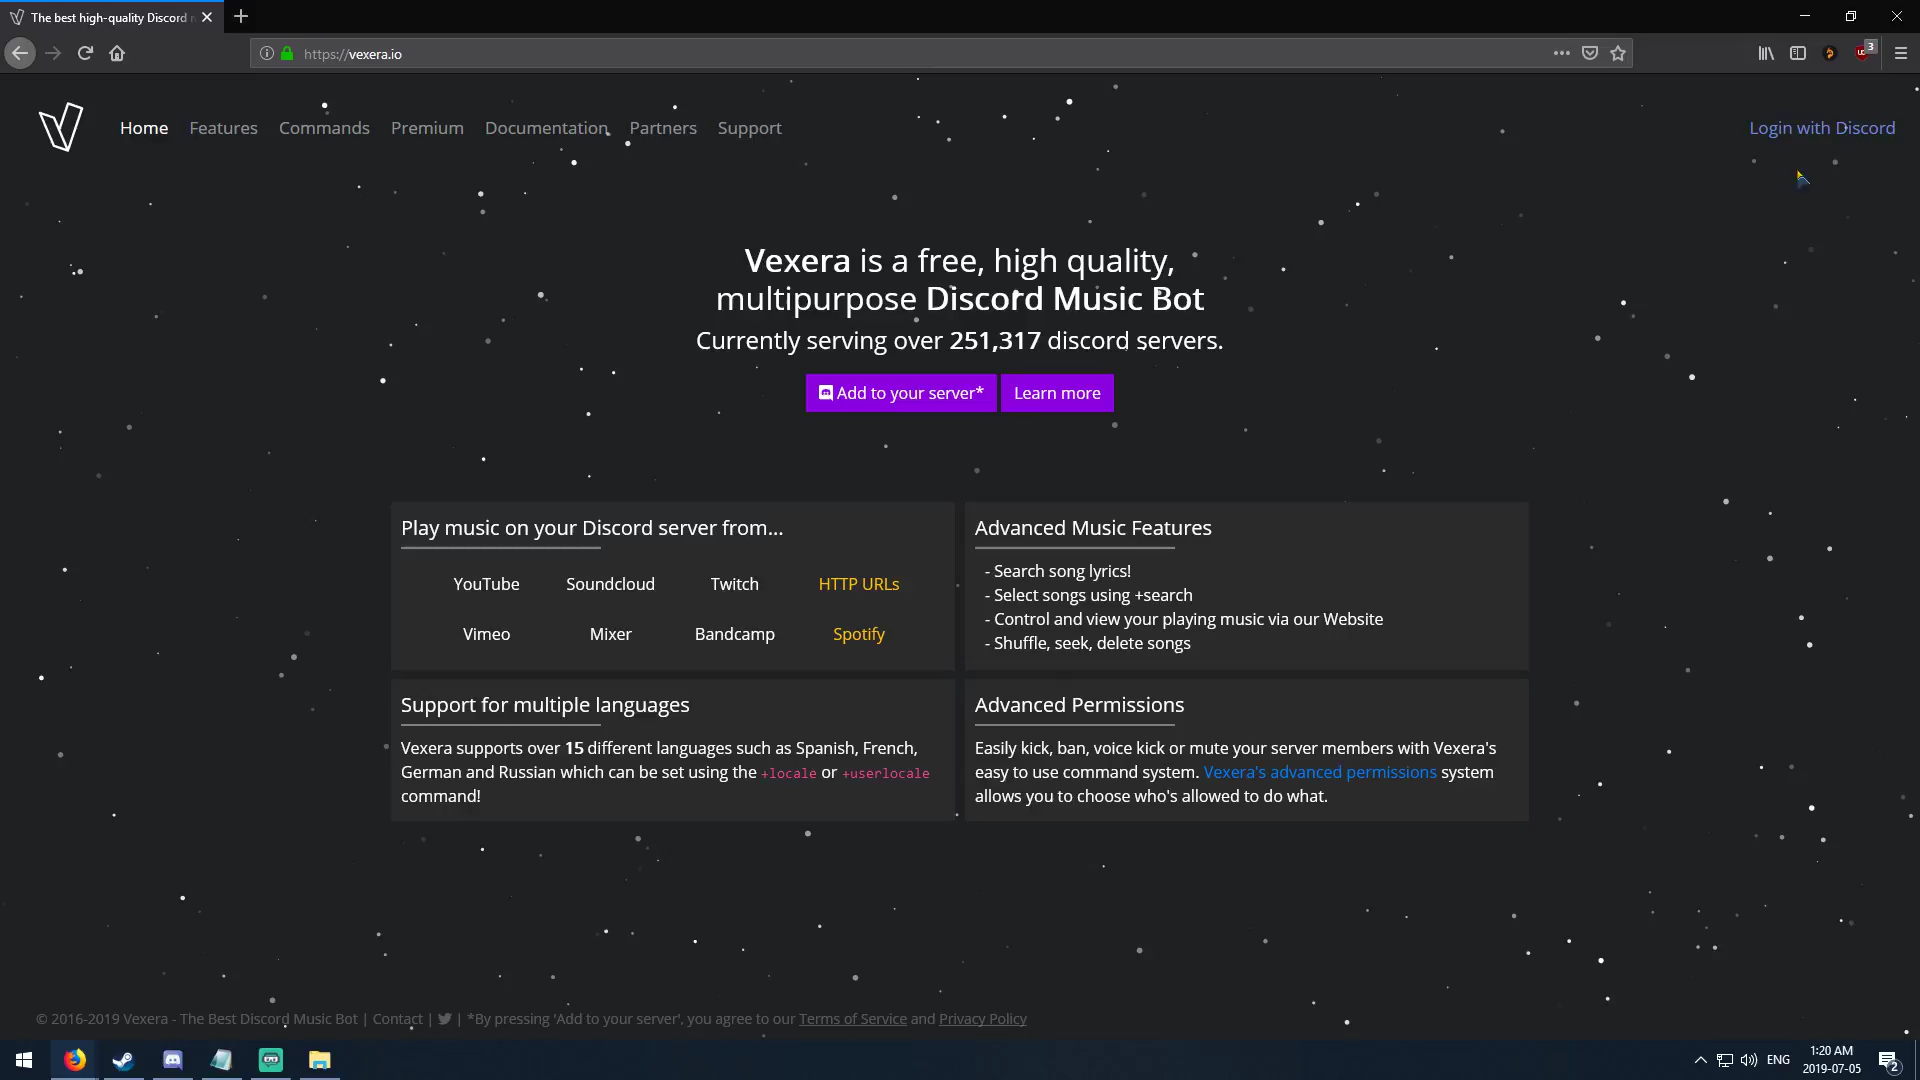 The best high-quality Discord
https://vexera.io
3
Home Features Commands Premium Documentation Partners Support Login with Discord
Vexera is a free, high quality,
multipurpose Discord Music Bot
Currently serving over 251,317 discord servers.
Add to your server* Learn more
Play music on your Discord server from...
YouTube Soundcloud Twitch HTTP URLs
Vimeo Mixer Bandcamp Spotify
Advanced Music Features
- Search song lyrics!
- Select songs using +search
- Control and view your playing music via our Website
- Shuffle, seek, delete songs
Support for multiple languages
Vexera supports over 15 different languages such as Spanish, French,
German and Russian which can be set using the +locale or +userlocale
command!
Advanced Permissions
Easily kick, ban, voice kick or mute your server members with Vexera's
easy to use command system. Vexera's advanced permissions system
allows you to choose who's allowed to do what.
© 2016-2019 Vexera - The Best Discord Music Bot | Contact | | *By pressing 'Add to your server', you agree to our Terms of Service and Privacy Policy
ENG
1:20 AM
2019-07-05
2